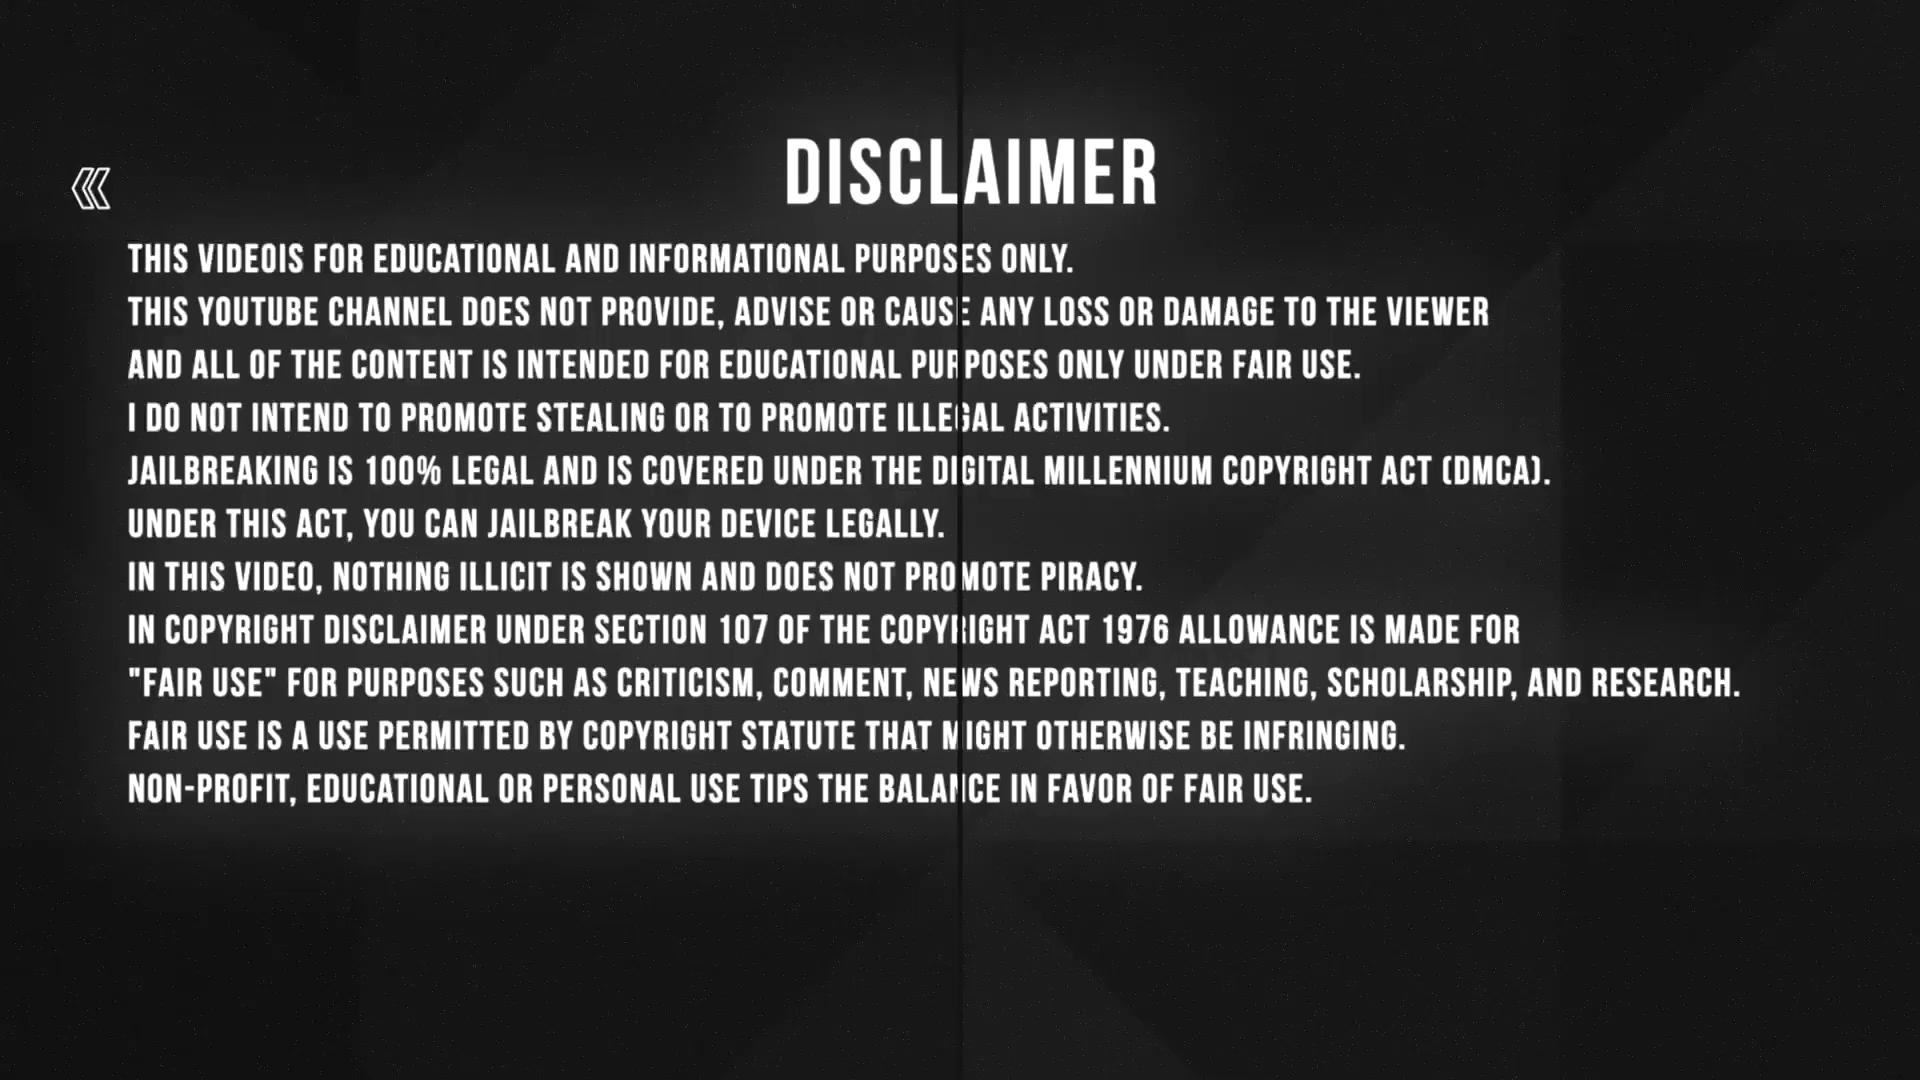 DISCLAIMER
THIS VIDEOIS FOR EDUCATIONAL AND INFORMATIONAL PURPOSES ONLY.
THIS YOUTUBE CHANNEL DOES NOT PROVIDE, ADVISE OR CAUSE ANY LOSS OR DAMAGE TO THE VIEWER
AND ALL OF THE CONTENT IS INTENDED FOR EDUCATIONAL PURPOSES ONLY UNDER FAIR USE.
I DO NOT INTEND TO PROMOTE STEALING OR TO PROMOTE ILLEGAL ACTIVITIES.
JAILBREAKING IS 100% LEGAL AND IS COVERED UNDER THE DIGITAL MILLENNIUM COPYRIGHT ACT (DMCA).
UNDER THIS ACT, YOU CAN JAILBREAK YOUR DEVICE LEGALLY.
IN THIS VIDEO, NOTHING ILLICIT IS SHOWN AND DOES NOT PROMOTE PIRACY.
IN COPYRIGHT DISCLAIMER UNDER SECTION 107 OF THE COPYRIGHT ACT 1976 ALLOWANCE IS MADE FOR
"FAIR USE" FOR PURPOSES SUCH AS CRITICISM, COMMENT, NEWS REPORTING, TEACHING, SCHOLARSHIP, AND RESEARCH.
FAIR USE IS A USE PERMITTED BY COPYRIGHT STATUTE THAT MIGHT OTHERWISE BE INFRINGING.
NON-PROFIT, EDUCATIONAL OR PERSONAL USE TIPS THE BALANCE IN FAVOR OF FAIR USE.